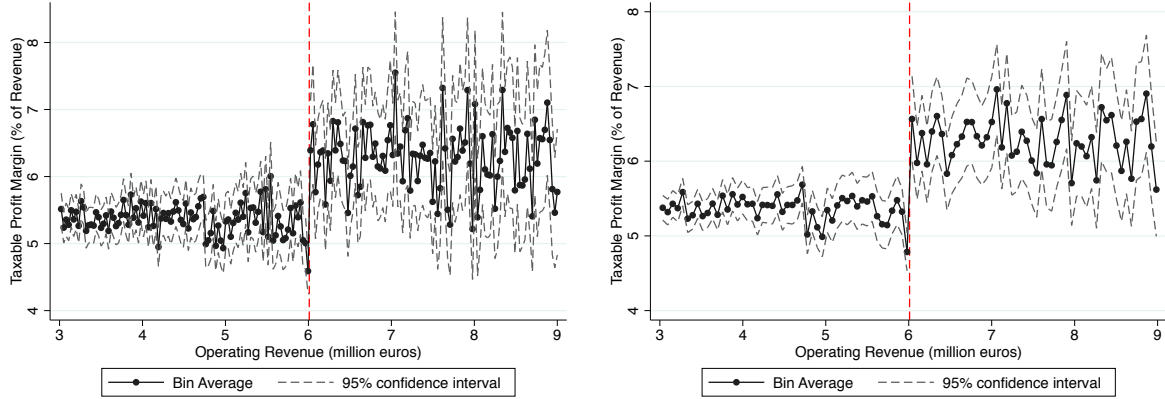 Taxable Profit Margin (% of Revenue)
8
7
6
5
4
3 4 5 6 7 8 9
Operating Revenue (million euros)
Bin Average 95% confidence interval
Taxable Profit Margin (% of Revenue)
8
7
6
5
4
3 4 5 6 7 8 9
Operating Revenue (million euros)
Bin Average 95% confidence interval